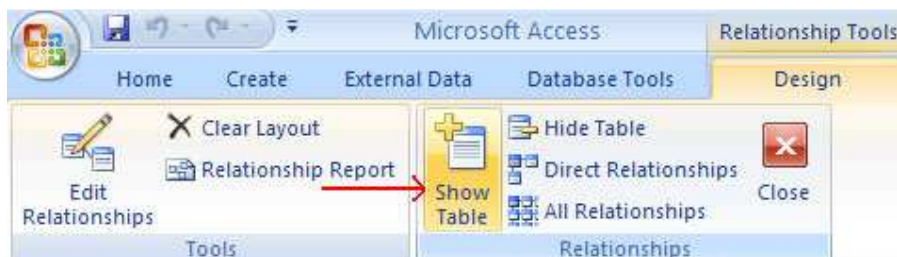 Microsoft Access
Relationship Tools
Home
Create
External Data
Database Tools
Design
Edit
Relationships
Clear Layout
Relationship Report
Tools
Show
Table
Hide Table
Direct Relationships
All Relationships
Close
Relationships